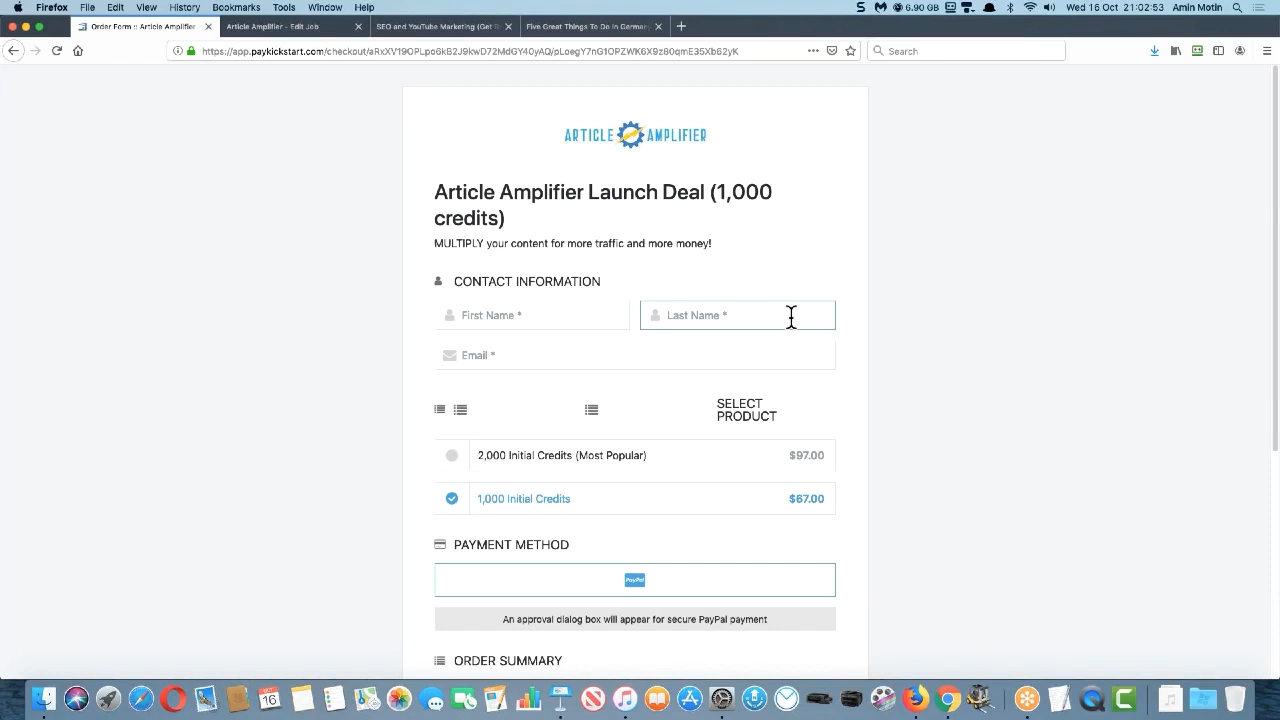 Firefox File Edit View History Bookmarks Tools Window Help
6.90 GB
Wed 16 Oct 21:02:53 Amin Motin
Order Form :: Article Amplifier
Article Amplifier - Edit Job
SEO and YouTube Marketing (Get B
Five Great Things To Do in German
https://app.paykickstart.com/checkout/aRxXV19OPLpo6kB2J9kwD72MdGY40yAQ/pLoegY7nG1OPZWK6X9z80qmE35Xb62yK
Search
ARTICLE AMPLIFIER
Article Amplifier Launch Deal (1,000
credits)
MULTIPLY your content for more traffic and more money!
CONTACT INFORMATION
First Name *
Last Name *
Email *
SELECT
PRODUCT
2,000 Initial Credits (Most Popular) $97.00
1,000 Initial Credits $67.00
PAYMENT METHOD
PayPal
An approval dialog box will appear for secure PayPal payment
ORDER SUMMARY
16